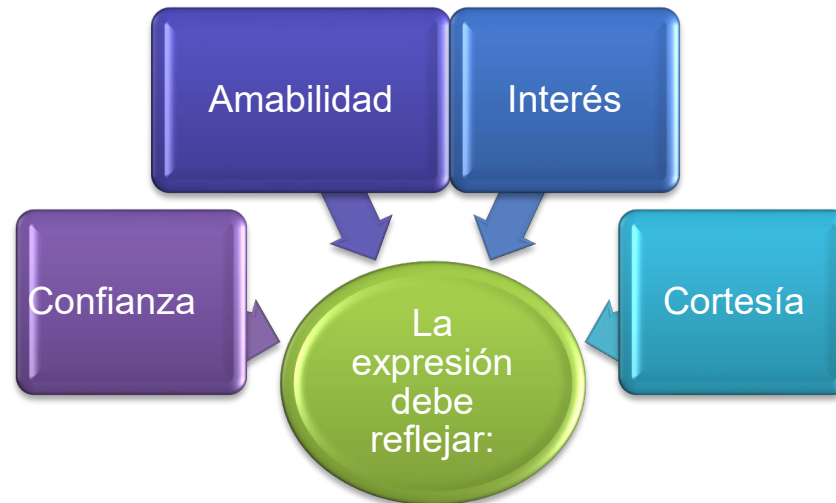 Amabilidad
Interés
Confianza
Cortesía
La
expresión
debe
reflejar: